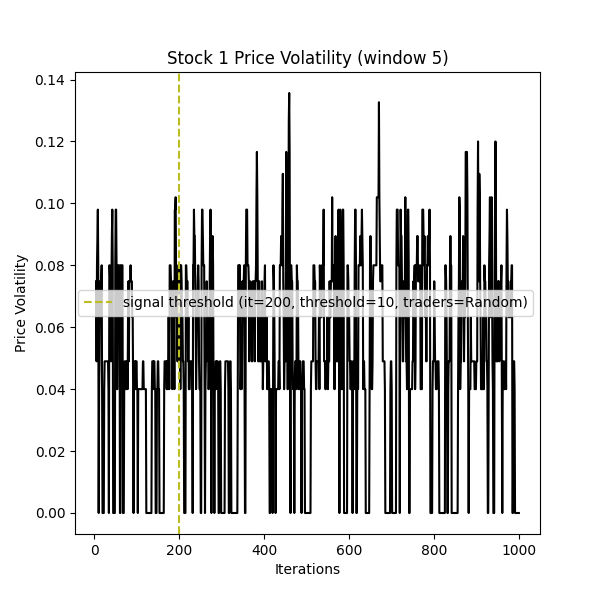 Stock 1 Price Volatility (window 5)
0.14
0.12
0.10
0.08
0.06
0.04
0.02
0.00
Price Volatility
signal threshold (it=200, threshold=10, traders=Random)
0 200 400 600 800 1000
Iterations